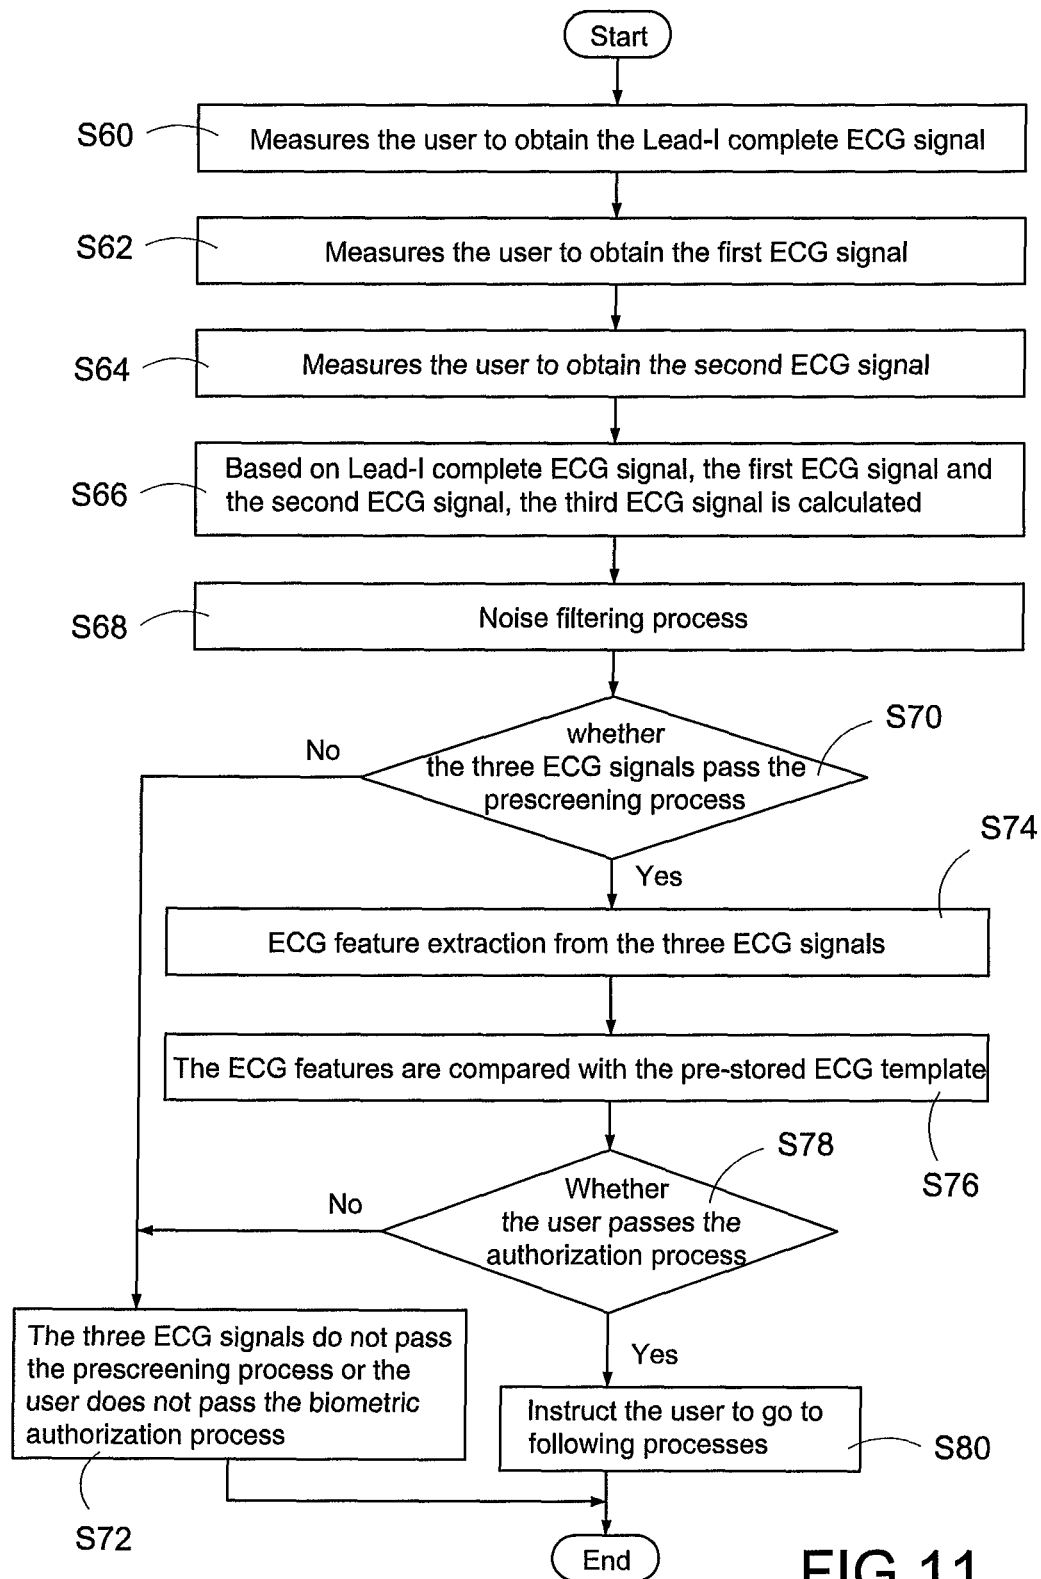 Start
S60
Measures the user to obtain the Lead-I complete ECG signal
S62
Measures the user to obtain the first ECG signal
S64
Measures the user to obtain the second ECG signal
S66
Based on Lead-I complete ECG signal, the first ECG signal and
the second ECG signal, the third ECG signal is calculated
S68
Noise filtering process
S70
No
whether
the three ECG signals pass the
prescreening process
Yes
S74
ECG feature extraction from the three ECG signals
The ECG features are compared with the pre-stored ECG template
S76
S78
No
Whether
the user passes the
authorization process
Yes
The three ECG signals do not pass
the prescreening process or the
user does not pass the biometric
authorization process
S72
Instruct the user to go to
following processes
S80
End
FIG.11